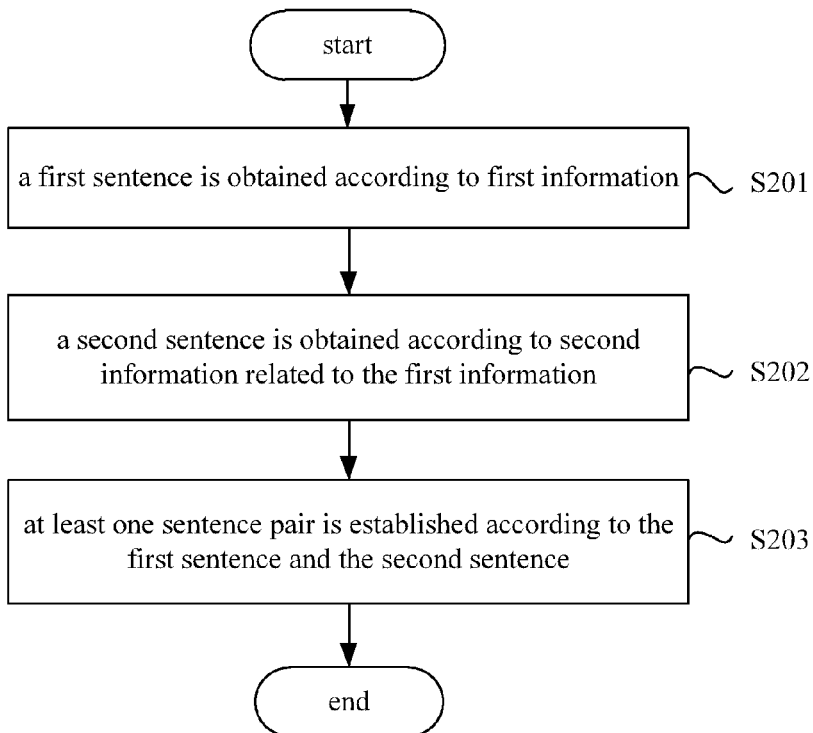 start
a first sentence is obtained according to first information
S201
a second sentence is obtained according to second
information related to the first information
S202
at least one sentence pair is established according to the
first sentence and the second sentence
S203
end